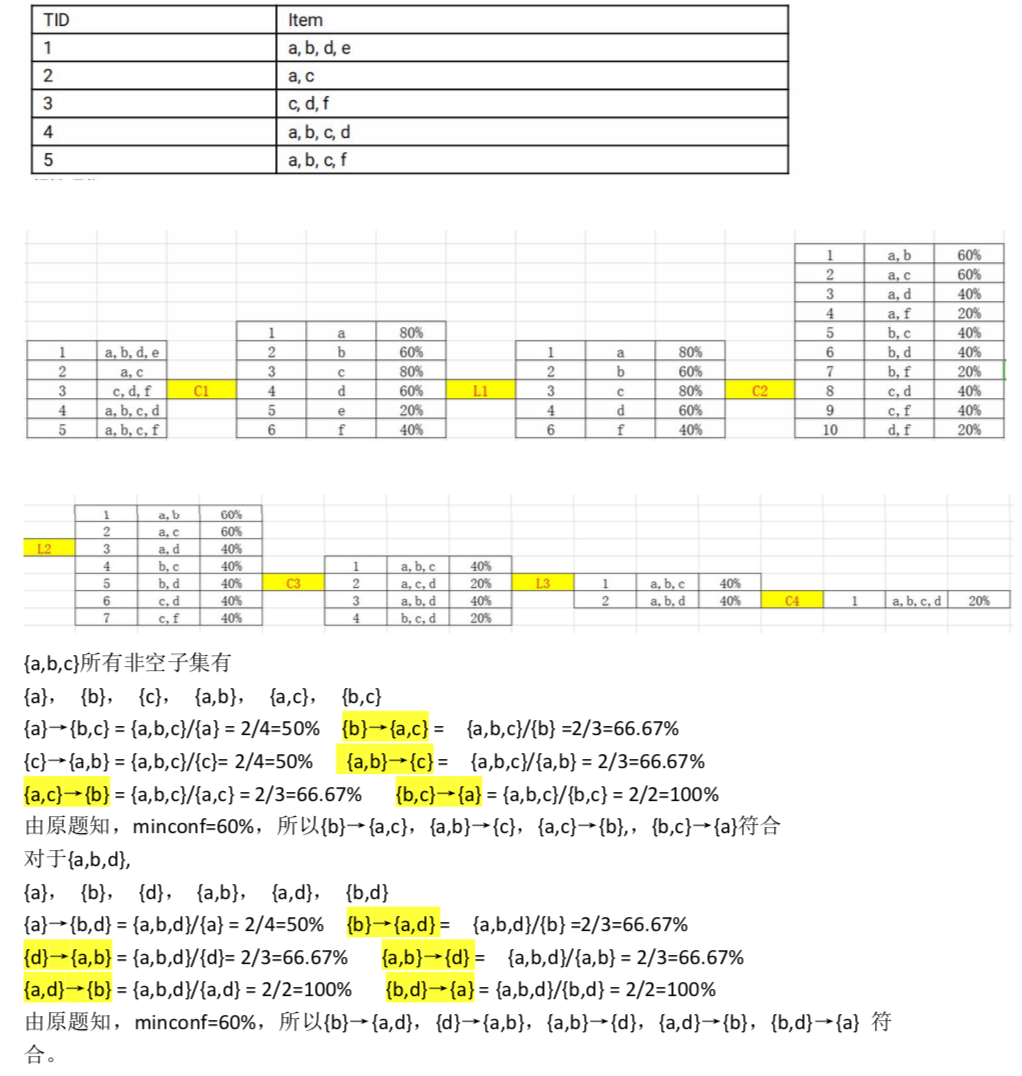 TID Item
1 a, b, d, e
2 a, c
3 c, d, f
4 a, b, c, d
5 a, b, c, f
1 a, b, d, e
2 a, c
3 c, d, f
4 a, b, c, d
5 a, b, c, f
C1
1 a 80%
2 b 60%
3 c 80%
4 d 60%
5 e 20%
6 f 40%
L1
1 a 80%
2 b 60%
3 c 80%
4 d 60%
6 f 40%
C2
1 a, b 60%
2 a, c 60%
3 a, d 40%
4 a, f 20%
5 b, c 40%
6 b, d 40%
7 b, f 20%
8 c, d 40%
9 c, f 40%
10 d, f 20%
L2
1 a, b 60%
2 a, c 60%
3 a, d 40%
4 b, c 40%
5 b, d 40%
6 c, d 40%
7 c, f 40%
C3
1 a, b, c 40%
2 a, c, d 20%
3 a, b, d 40%
4 b, c, d 20%
L3
1 a, b, c 40%
2 a, b, d 40%
C4
1 a, b, c, d 20%
{a,b,c}所有非空子集有
{a}， {b}， {c}， {a,b}， {a,c}， {b,c}
{a}→{b,c} = {a,b,c}/{a} = 2/4=50% {b}→{a,c} = {a,b,c}/{b} =2/3=66.67%
{c}→{a,b} = {a,b,c}/{c}= 2/4=50% {a,b}→{c} = {a,b,c}/{a,b} = 2/3=66.67%
{a,c}→{b} = {a,b,c}/{a,c} = 2/3=66.67% {b,c}→{a} = {a,b,c}/{b,c} = 2/2=100%
由原题知，minconf=60%，所以{b}→{a,c}，{a,b}→{c}，{a,c}→{b},，{b,c}→{a}符合
对于{a,b,d},
{a}， {b}， {d}， {a,b}， {a,d}， {b,d}
{a}→{b,d} = {a,b,d}/{a} = 2/4=50% {b}→{a,d} = {a,b,d}/{b} =2/3=66.67%
{d}→{a,b} = {a,b,d}/{d}= 2/3=66.67% {a,b}→{d} = {a,b,d}/{a,b} = 2/3=66.67%
{a,d}→{b} = {a,b,d}/{a,d} = 2/2=100% {b,d}→{a} = {a,b,d}/{b,d} = 2/2=100%
由原题知，minconf=60%，所以{b}→{a,d}，{d}→{a,b}，{a,b}→{d}，{a,d}→{b}，{b,d}→{a} 符
合。